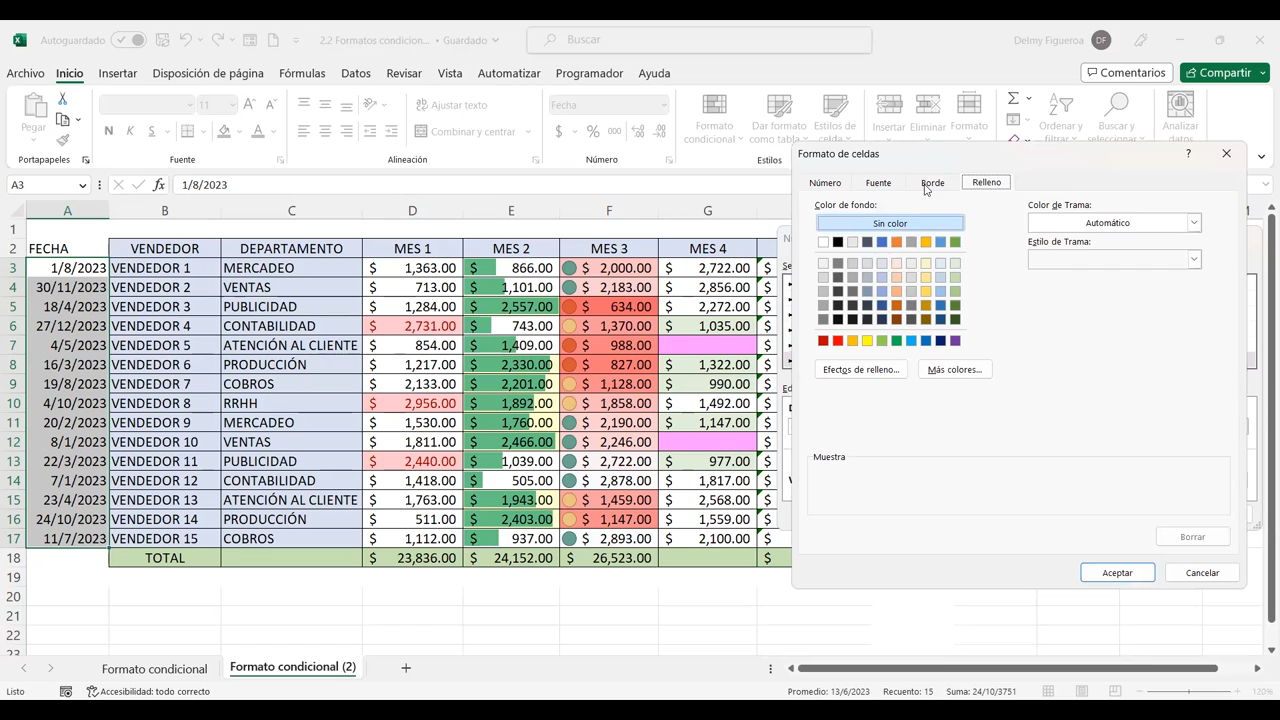 Autoguardado 2.2 Formatos condicion... • Guardado Buscar Delmy Figueroa DF
Archivo Inicio Insertar Disposición de página Fórmulas Datos Revisar Vista Automatizar Programador Ayuda Comentarios Compartir
Pegar N K S 11 A A Ajustar texto Combinar y centrar Fecha $ % 000 Formato condicional Dar formato como tabla Estilos de celda Insertar Eliminar Formato Ordenar y filtrar Buscar y seleccionar Analizar datos
Portapapeles Fuente Alineación Número Estilos
A3 fx 1/8/2023
A B C D E F G M
1
2 FECHA VENDEDOR DEPARTAMENTO MES 1 MES 2 MES 3 MES 4
3 1/8/2023 VENDEDOR 1 MERCADEO $ 1,363.00 $ 866.00 $ 2,000.00 $ 2,722.00 $
4 30/11/2023 VENDEDOR 2 VENTAS $ 713.00 $ 1,101.00 $ 2,183.00 $ 2,856.00 $
5 18/4/2023 VENDEDOR 3 PUBLICIDAD $ 1,284.00 $ 2,557.00 $ 634.00 $ 2,272.00 $
6 27/12/2023 VENDEDOR 4 CONTABILIDAD $ 2,731.00 $ 743.00 $ 1,370.00 $ 1,035.00 $
7 4/5/2023 VENDEDOR 5 ATENCIÓN AL CLIENTE $ 854.00 $ 1,409.00 $ 988.00 $
8 16/3/2023 VENDEDOR 6 PRODUCCIÓN $ 1,217.00 $ 2,330.00 $ 827.00 $ 1,322.00 $
9 19/8/2023 VENDEDOR 7 COBROS $ 2,133.00 $ 2,201.00 $ 1,128.00 $ 990.00 $
10 4/10/2023 VENDEDOR 8 RRHH $ 2,956.00 $ 1,892.00 $ 1,858.00 $ 1,492.00 $
11 20/2/2023 VENDEDOR 9 MERCADEO $ 1,530.00 $ 1,760.00 $ 2,190.00 $ 1,147.00 $
12 8/1/2023 VENDEDOR 10 VENTAS $ 1,811.00 $ 2,466.00 $ 2,246.00 $
13 22/3/2023 VENDEDOR 11 PUBLICIDAD $ 2,440.00 $ 1,039.00 $ 2,722.00 $ 977.00 $
14 7/1/2023 VENDEDOR 12 CONTABILIDAD $ 1,418.00 $ 505.00 $ 2,878.00 $ 1,817.00 $
15 23/4/2023 VENDEDOR 13 ATENCIÓN AL CLIENTE $ 1,763.00 $ 1,943.00 $ 1,459.00 $ 2,568.00 $
16 24/10/2023 VENDEDOR 14 PRODUCCIÓN $ 511.00 $ 2,403.00 $ 1,147.00 $ 1,559.00 $
17 11/7/2023 VENDEDOR 15 COBROS $ 1,112.00 $ 937.00 $ 2,893.00 $ 2,100.00 $
18 TOTAL $ 23,836.00 $ 24,152.00 $ 26,523.00 $
19
20
21
22
Formato de celdas ?
Número Fuente Borde Relleno
Color de fondo: Color de Trama:
Sin color Automático
Estilo de Trama:
Efectos de relleno... Más colores...
Muestra
Borrar
Aceptar Cancelar
Formato condicional Formato condicional (2)
Listo Accesibilidad: todo correcto Promedio: 13/6/2023 Recuento: 15 Suma: 24/10/3751 120%